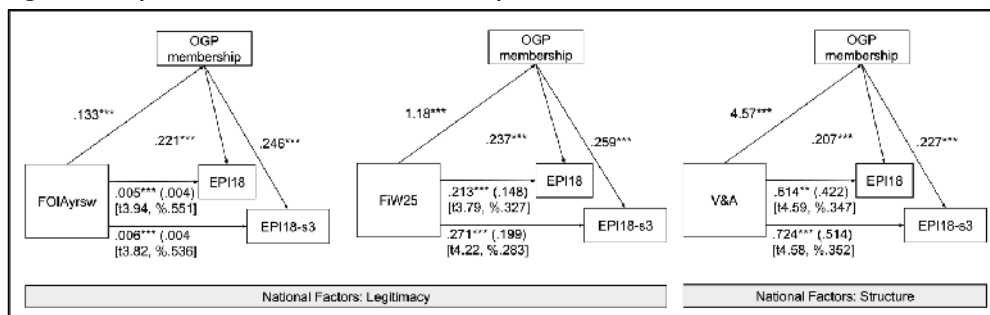 OGP
membership
.133***
.221***
.246***
FOIAyrsw
.005*** (.004)
[t3.94, %.551]
EPI18
.006*** (.004
[t3.82, %.536]
EPI18-s3
OGP
membership
1.18***
.237***
.259***
FiW25
.213*** (.148)
[t3.79, %.327]
EPI18
.271*** (.199)
[t4.22, %.283]
EPI18-s3
National Factors: Legitimacy
OGP
membership
4.57***
.207***
.227***
V&A
.614** (.422)
[t4.59, %.347]
EPI18
.724*** (.514)
[t4.58, %.352]
EPI18-s3
National Factors: Structure